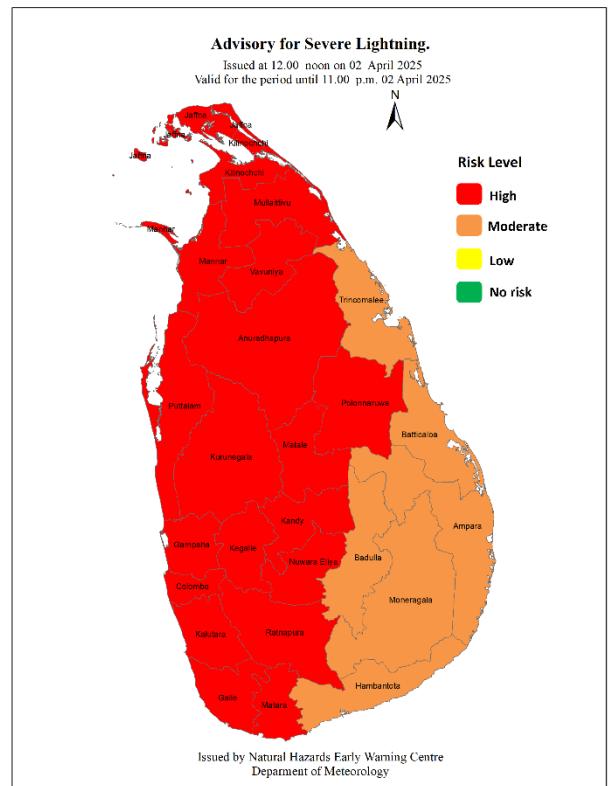 Advisory for Severe Lightning.
Issued at 12.00 noon on 02 April 2025
Valid for the period until 11.00 p.m. 02 April 2025
N
Jaffna
Jaffna
Jaffna
Jaffna
Kilinochchi
Kilinochchi
Mullaittivu
Mannar
Mannar
Vavuniya
Trincomalee
Anuradhapura
Polonnaruwa
Puttalam
Batticaloa
Matale
Kurunegala
Kandy
Ampara
Gampaha
Kegalle
Nuwara Eliya
Badulla
Colombo
Moneragala
Kalutara
Ratnapura
Hambantota
Galle
Matara
Risk Level
High
Moderate
Low
No risk
Issued by Natural Hazards Early Warning Centre
Deparment of Meteorology